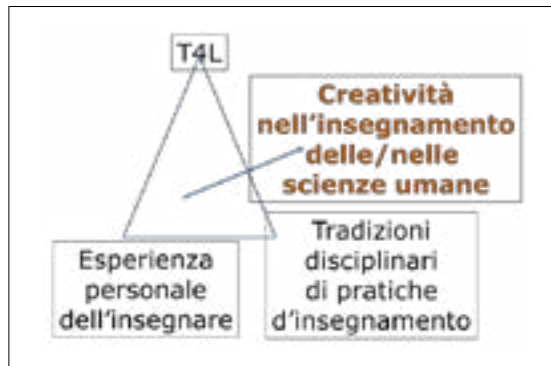 T4L
Creatività
nell'insegnamento
delle/nelle
scienze umane
Esperienza
personale
dell'insegnare
Tradizioni
disciplinari
di pratiche
d'insegnamento